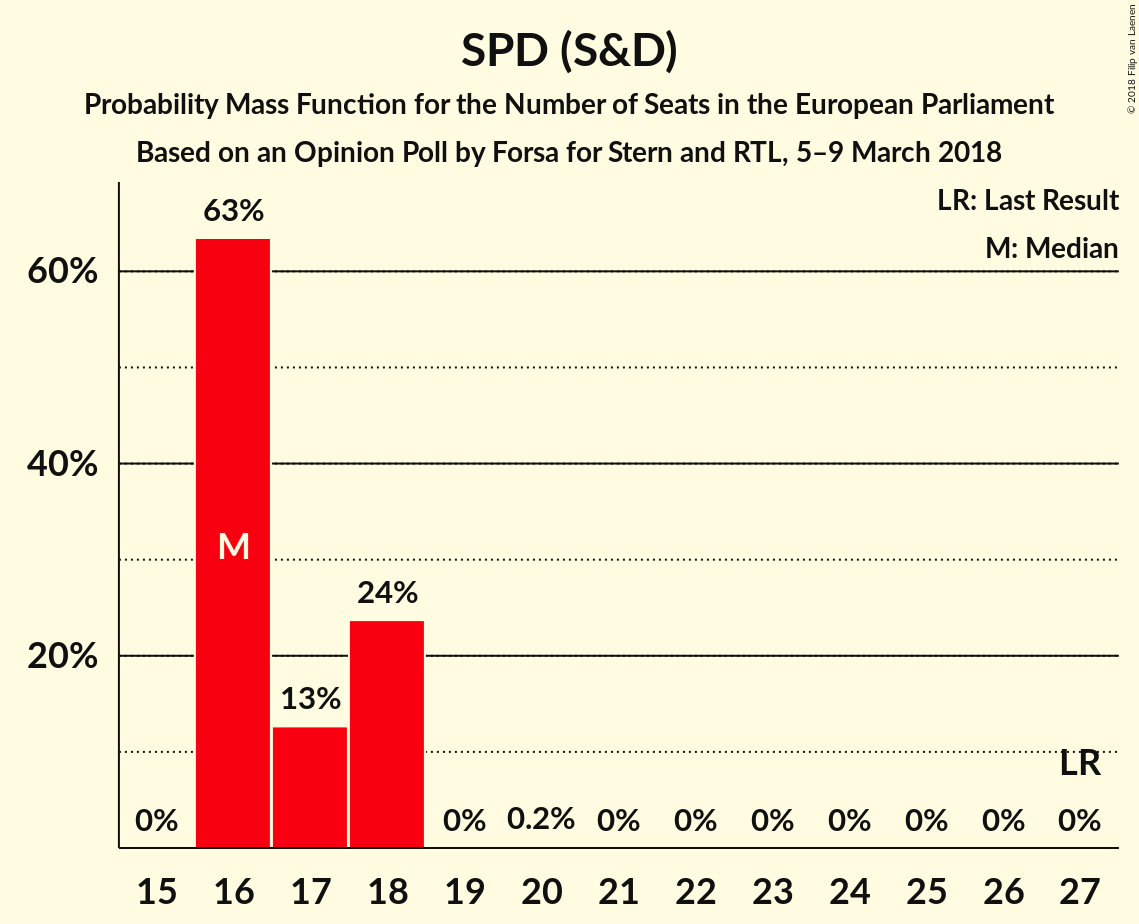 SPD (S&D)
Probability Mass Function for the Number of Seats in the European Parliament
Based on an Opinion Poll by Forsa for Stern and RTL, 5–9 March 2018
© 2018 Filip van Laenen
LR: Last Result
M: Median
63%
60%
40%
M
24%
20%
13%
LR
0%
0%
0.2%
0%
0%
0%
0%
0%
0%
0%
15 16 17 18 19 20 21 22 23 24 25 26 27